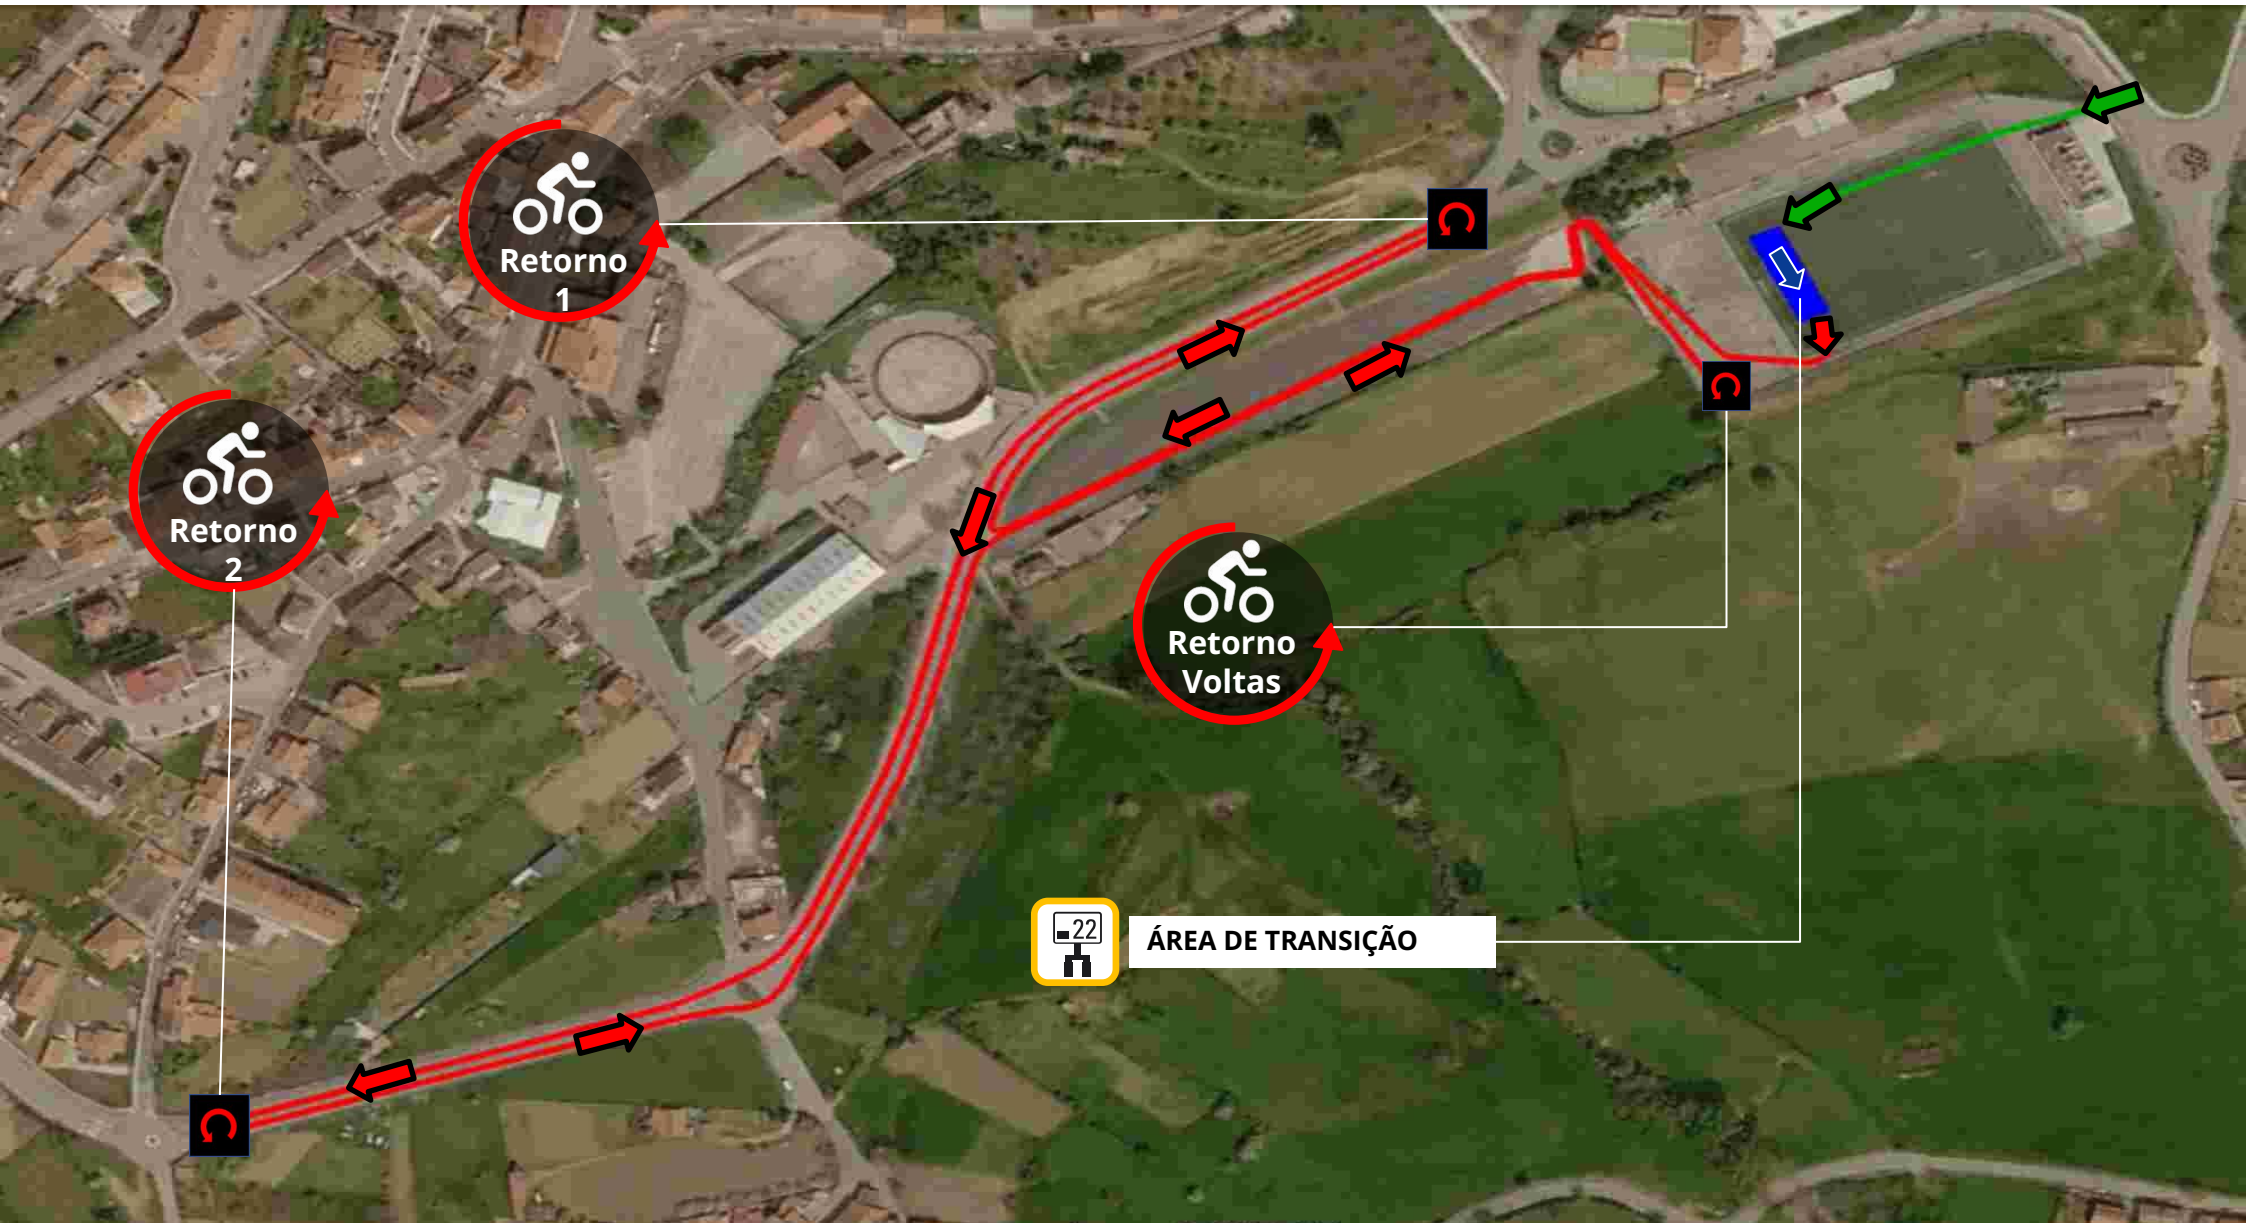 Retorno
1
Retorno
2
Retorno
Voltas
22
ÁREA DE TRANSIÇÃO